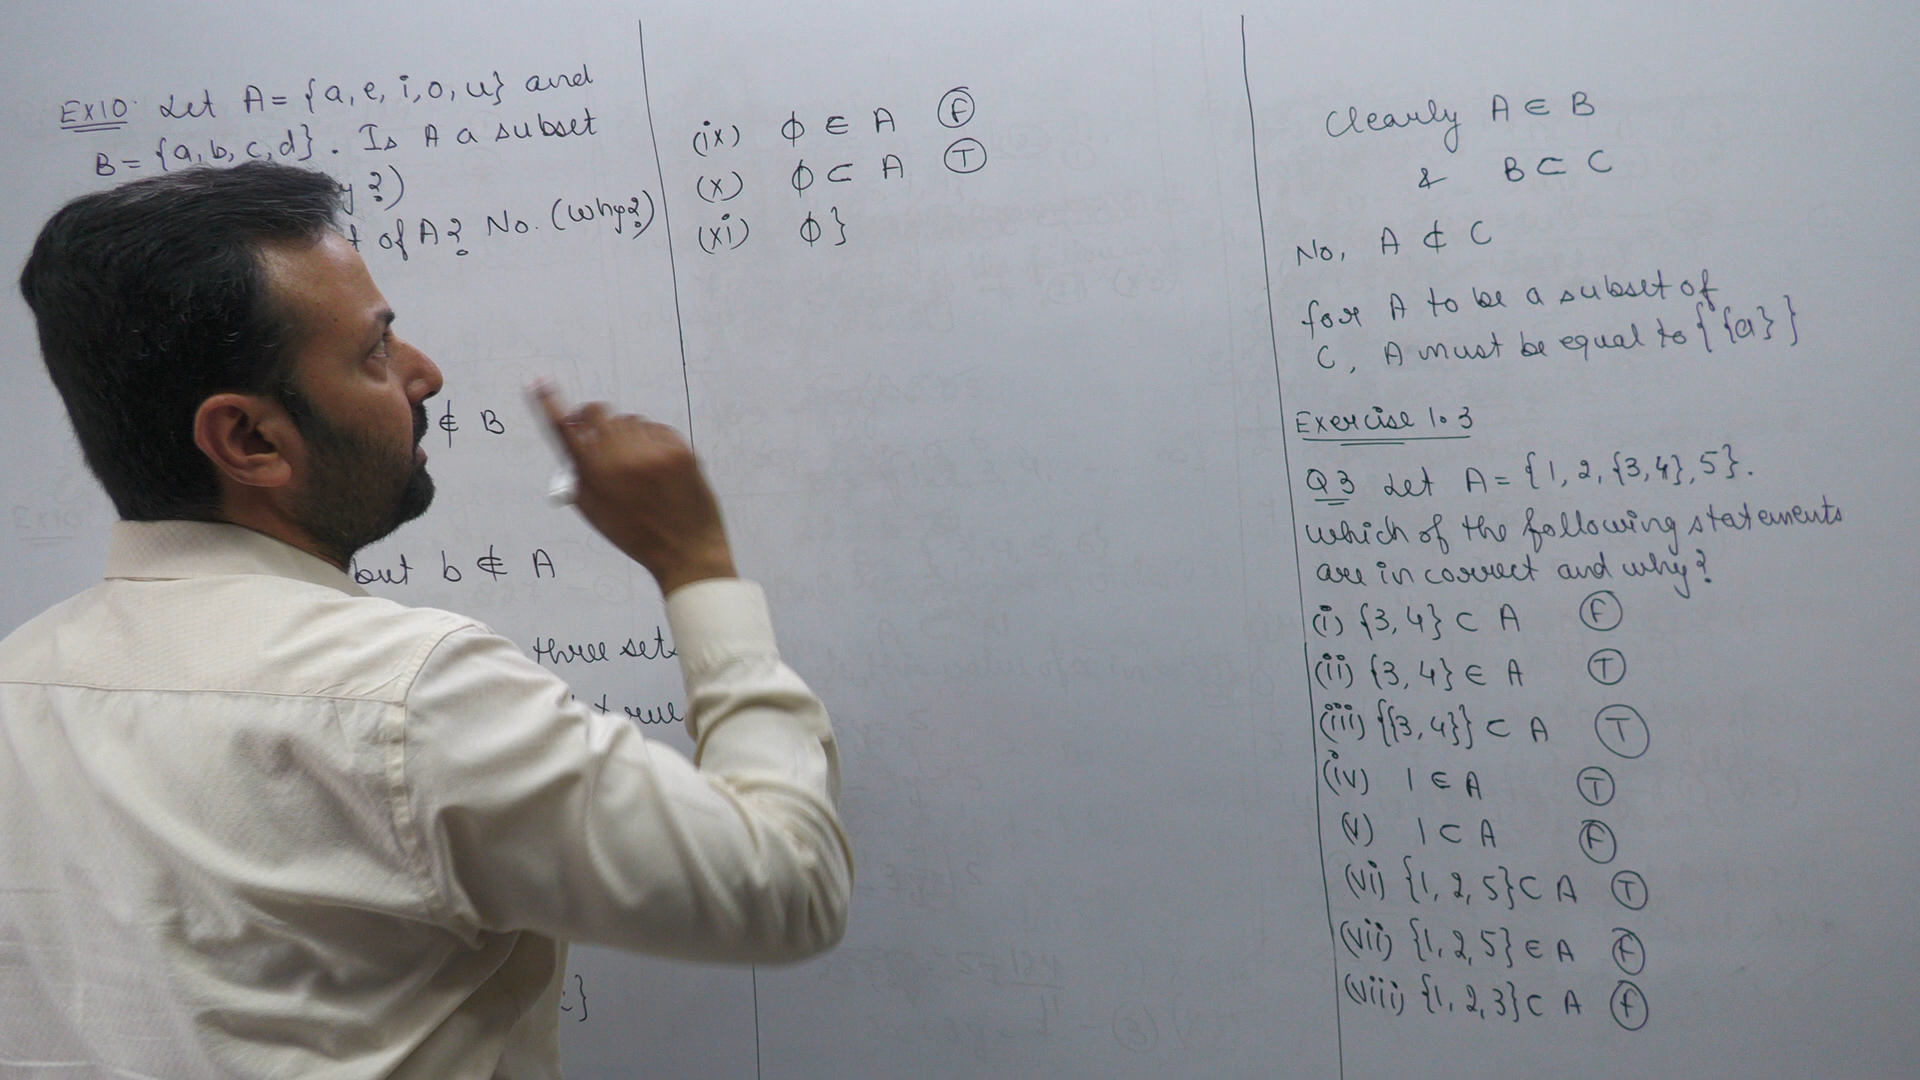 Ex10: Let A = {a, e, i, o, u} and
B = {a, b, c, d}. Is A a subset
?)
of A? No. (Why?)
∉ B
but b ∉ A
three set
(ix) ϕ ∈ A F
(x) ϕ ⊂ A T
(xi) ϕ}
Clearly A ∈ B
& B ⊂ C
No, A ⊄ C
for A to be a subset of
C, A must be equal to {{a}}
Exercise 1.3
Q3 Let A = {1, 2, {3, 4}, 5}.
which of the following statements
are incorrect and why?
(i) {3, 4} ⊂ A F
(ii) {3, 4} ∈ A T
(iii) {{3, 4}} ⊂ A T
(iv) 1 ∈ A T
(v) 1 ⊂ A F
(vi) {1, 2, 5} ⊂ A T
(vii) {1, 2, 5} ∈ A F
(viii) {1, 2, 3} ⊂ A F